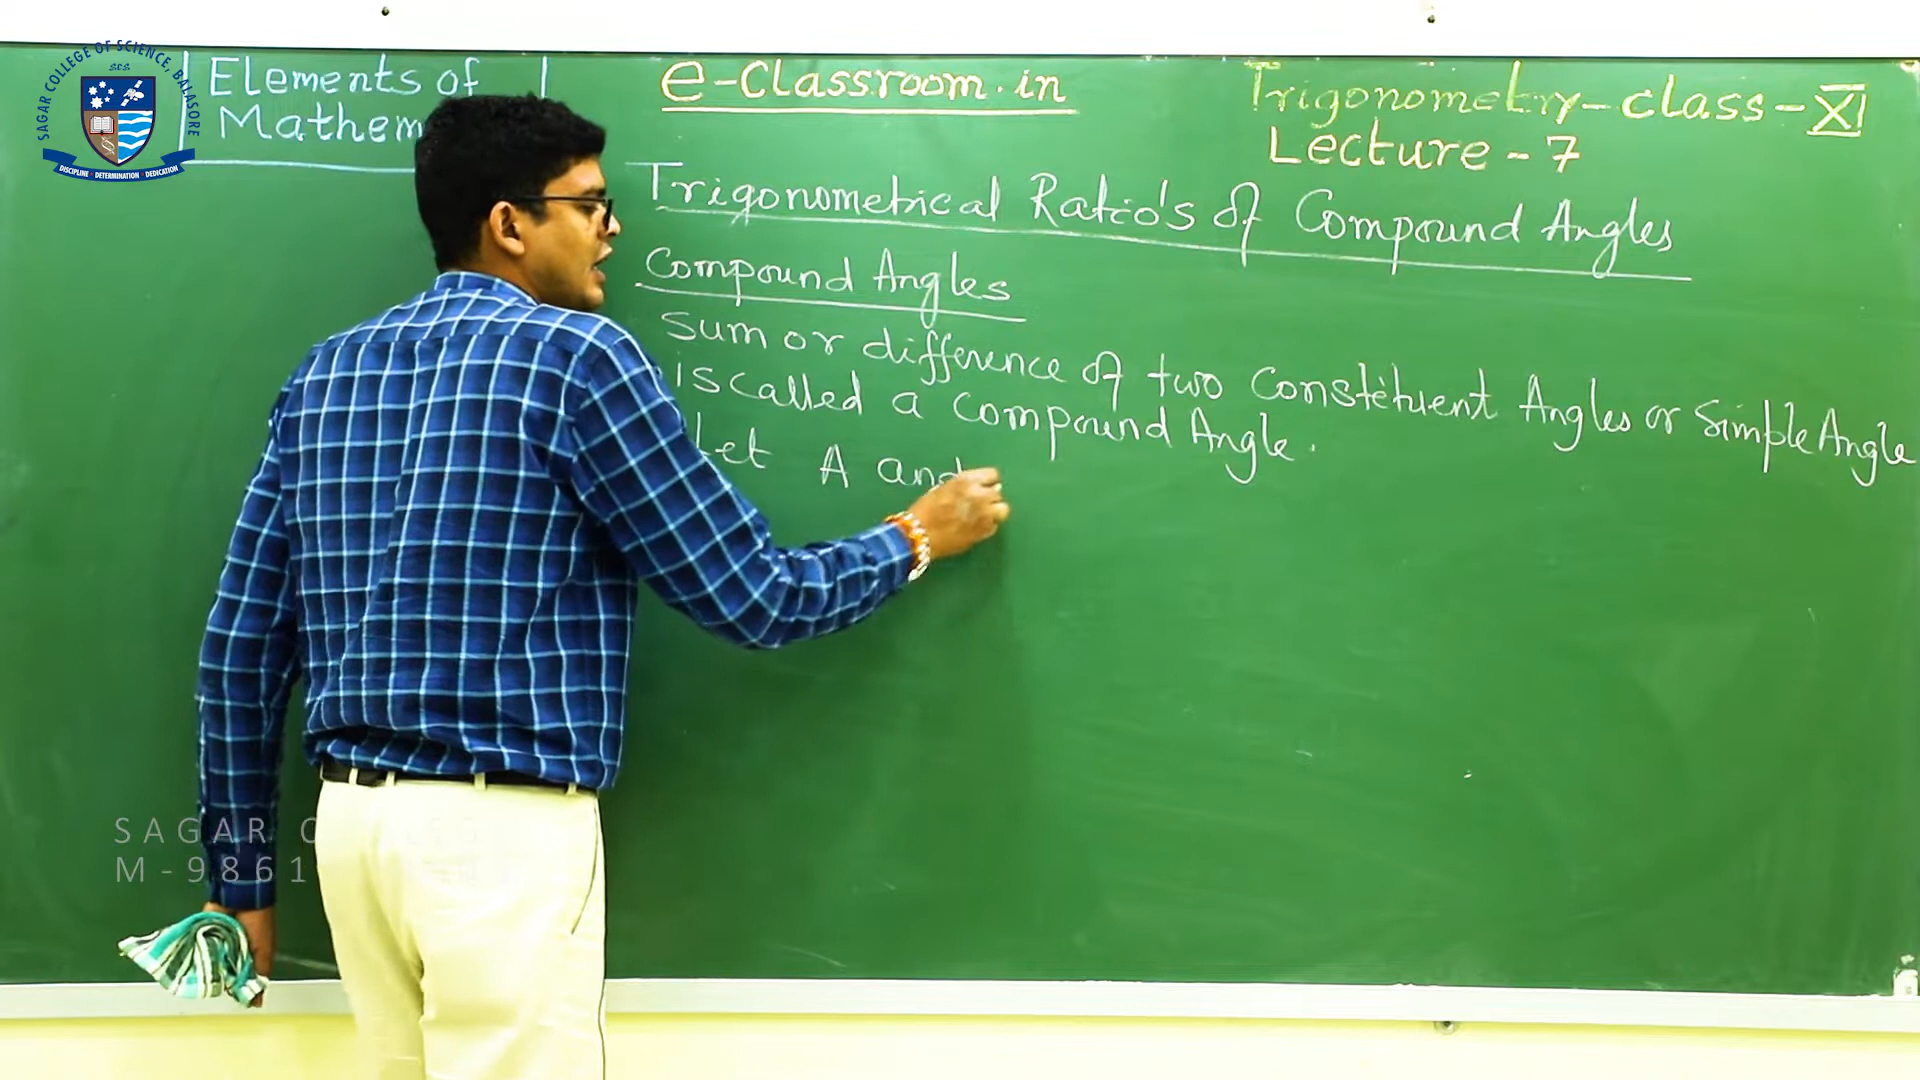 SAGAR COLLEGE OF SCIENCE, BALASORE
SCS
DISCIPLINE DETERMINATION DEDICATION
Elements of
Mathem
e-Classroom.in
Trigonometry-class-XI
Lecture-7
Trigonometrical Ratio's of Compound Angles
Compound Angles
Sum or difference of two Constituent Angles or Simple Angle
is called a Compound Angle.
Let A and
SAGAR
M-9861